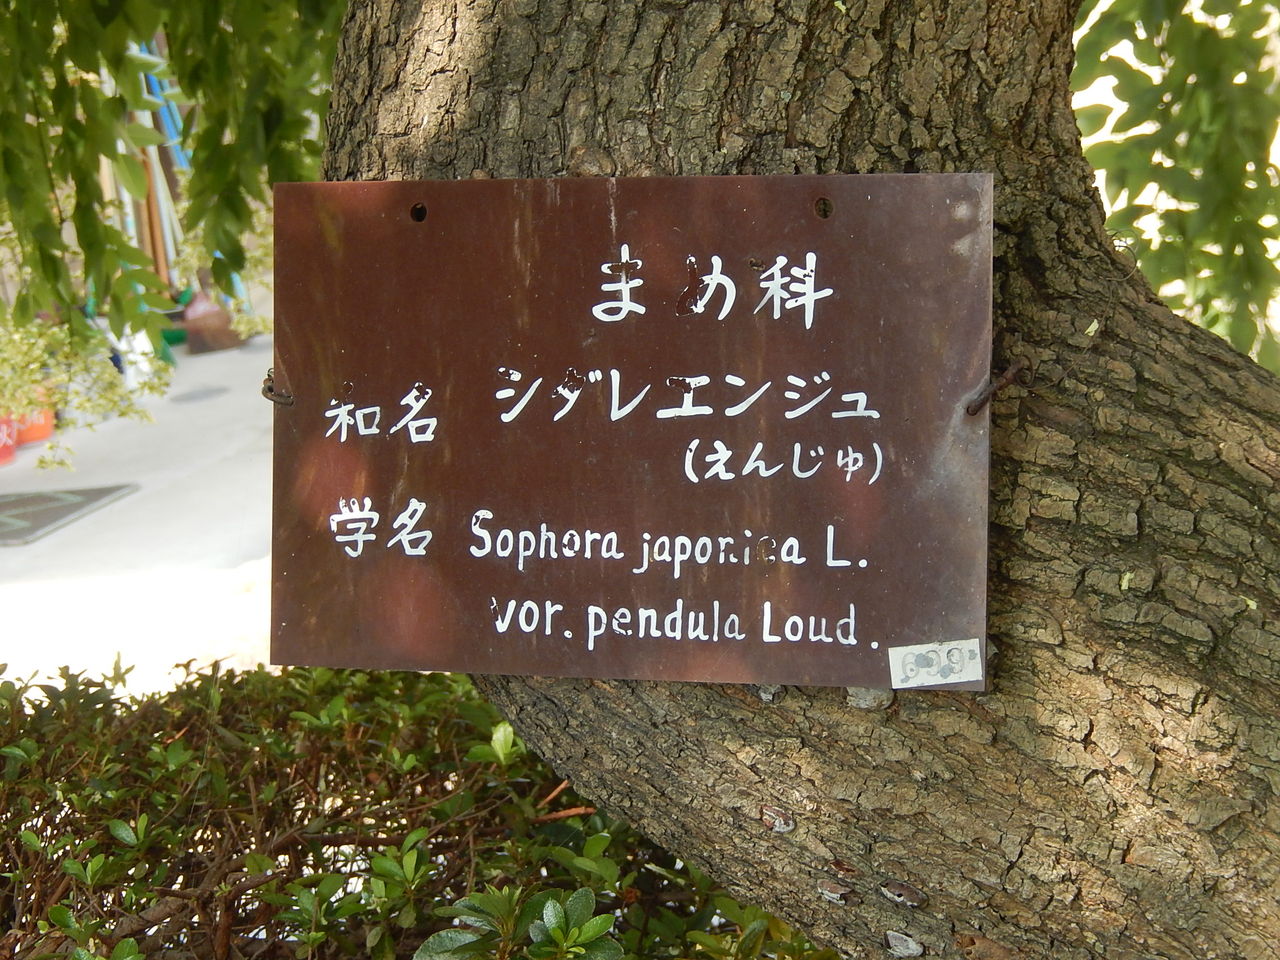 まめ科
和名 シダレエンジュ
(えんじゅ)
学名 Sophora japonica L.
vor. pendula Loud.
699